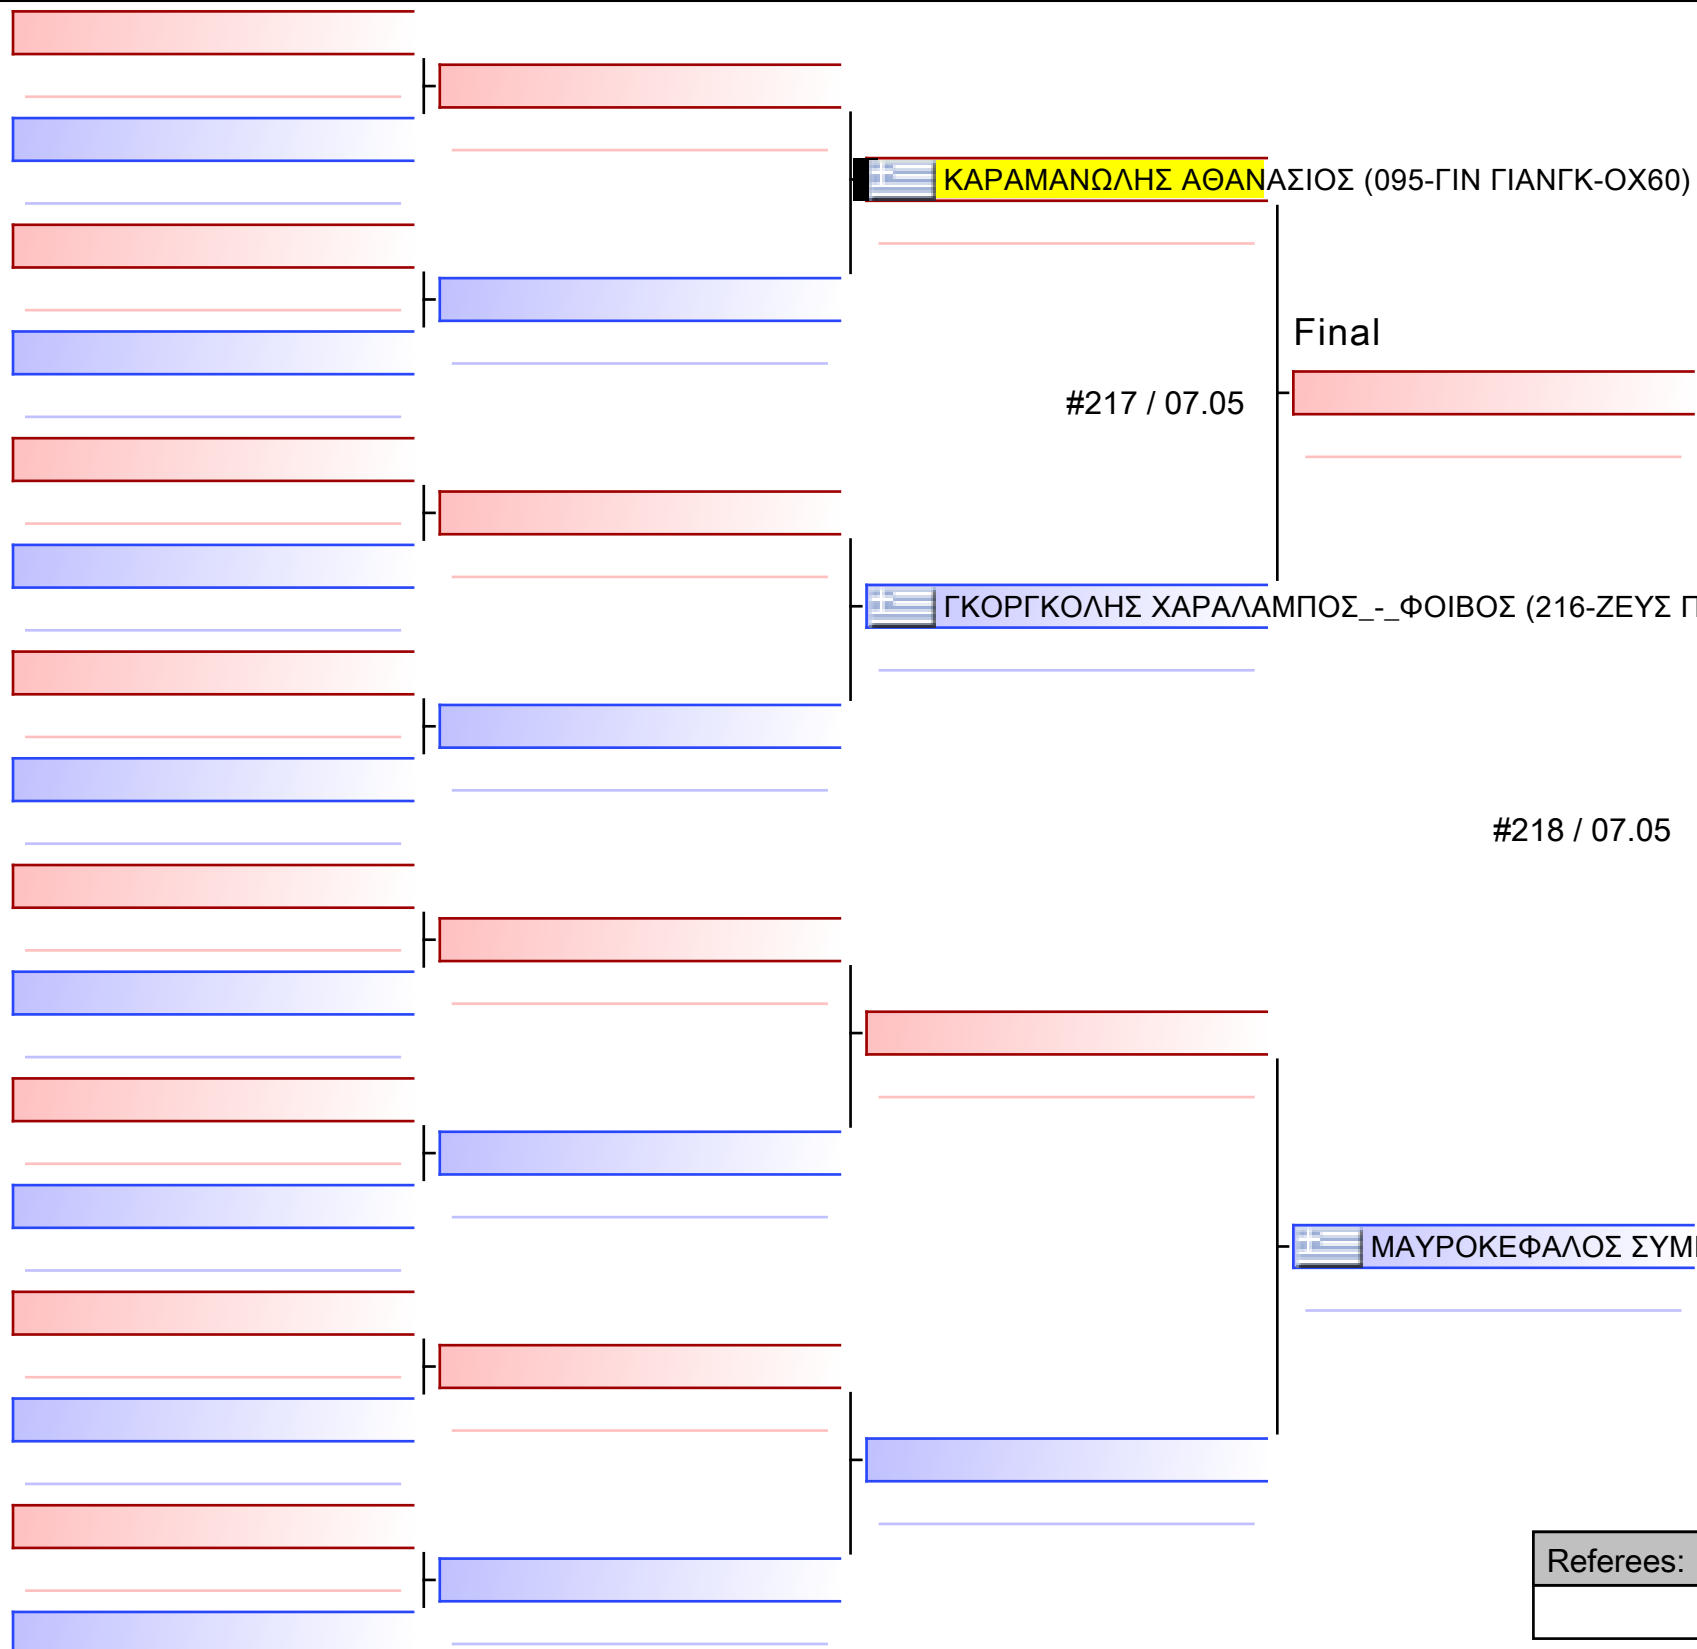 ΚΑΡΑΜΑΝΩΛΗΣ ΑΘΑΝΑΣΙΟΣ (095-ΓΙΝ ΓΙΑΝΓΚ-ΟΧ60)
Final
#217 / 07.05
ΓΚΟΡΓΚΟΛΗΣ ΧΑΡΑΛΑΜΠΟΣ_-_ΦΟΙΒΟΣ (216-ΖΕΥΣ
#218 / 07.05
ΜΑΥΡΟΚΕΦΑΛΟΣ
Referees: